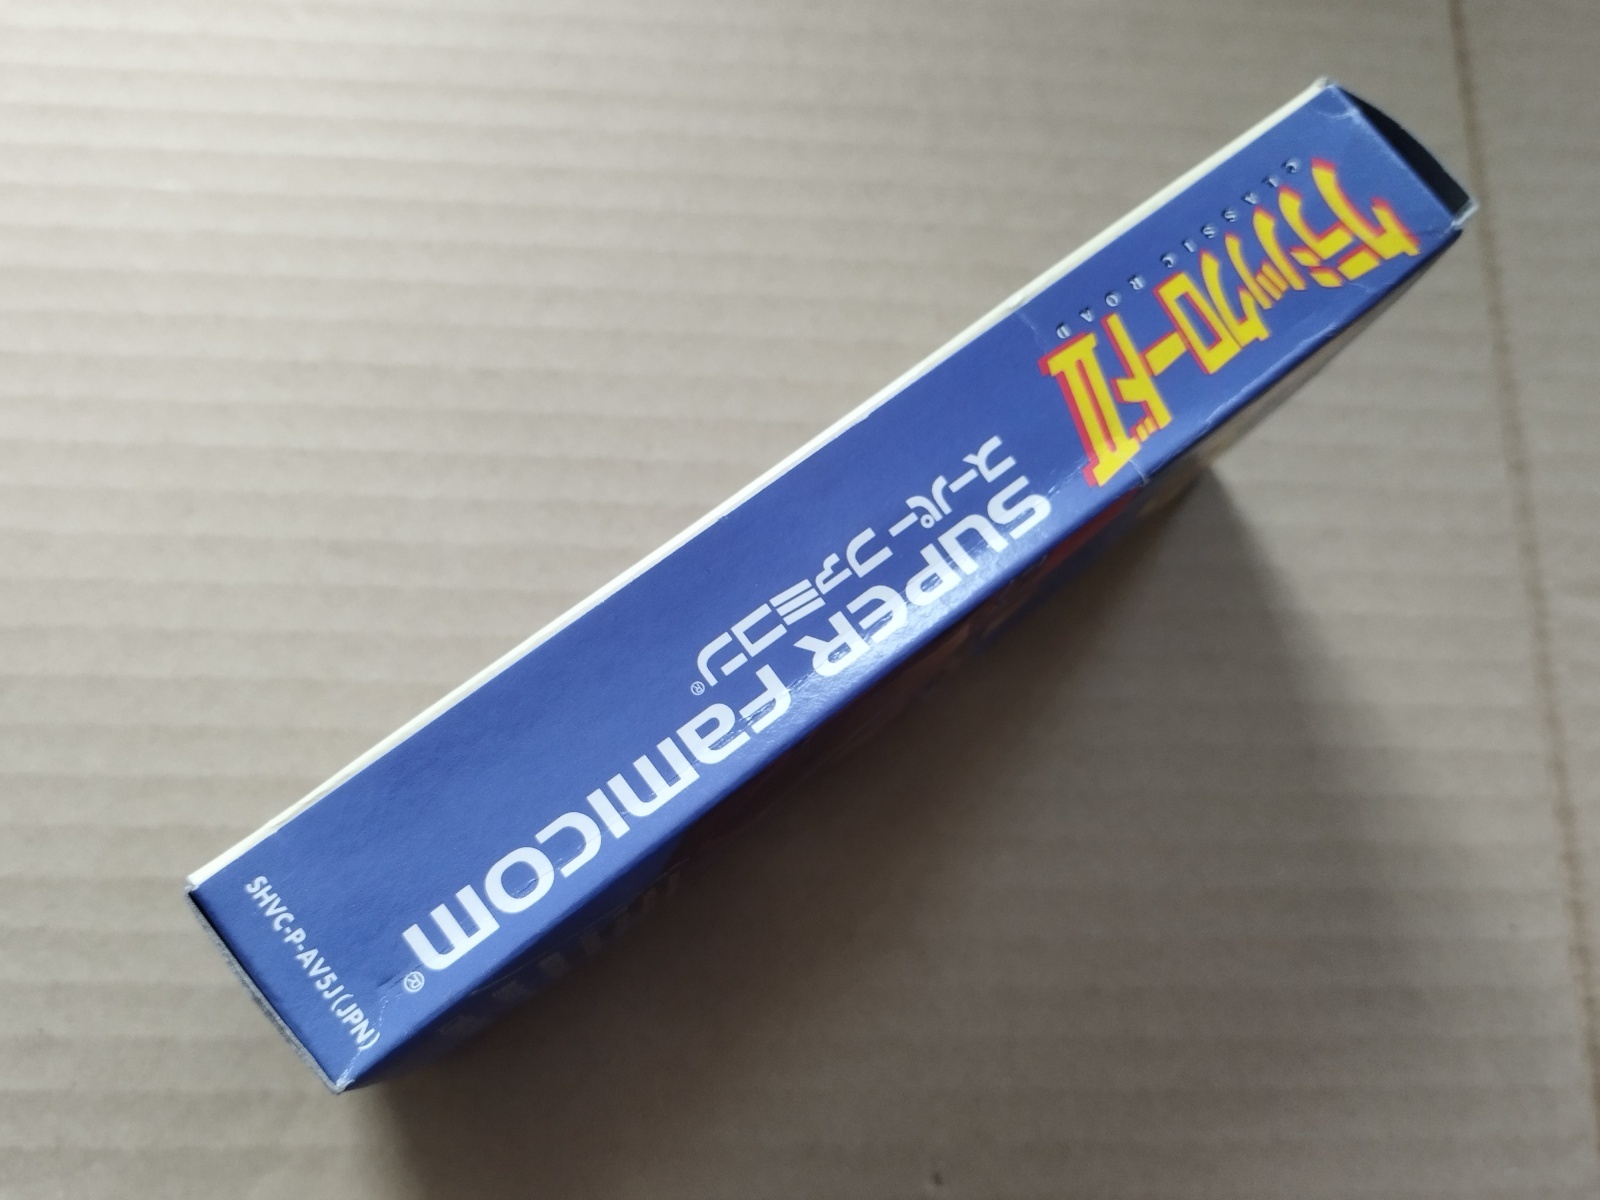 クラシックロードⅡ
CLASSIC ROAD
SUPER Famicom®
スーパーファミコン®
SHVC-P-AV5J(JPN)